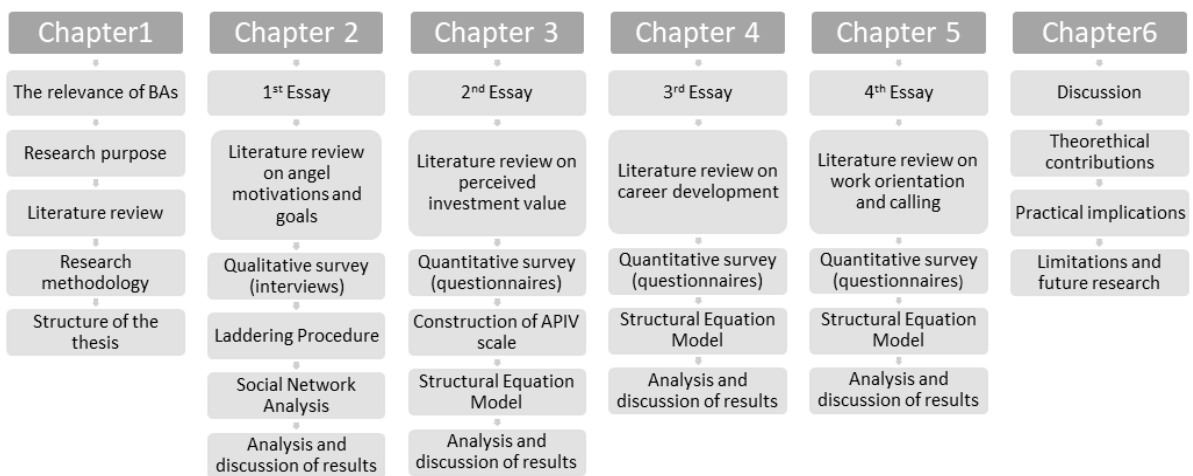 Chapter1
The relevance of BAs
Research purpose
Literature review
Research
methodology
Structure of the
thesis
Chapter 2
1st Essay
Literature review
on angel
motivations and
goals
Qualitative survey
(interviews)
Laddering Procedure
Social Network
Analysis
Analysis and
discussion of results
Chapter 3
2nd Essay
Literature review on
perceived
investment value
Quantitative survey
(questionnaires)
Construction of APIV
scale
Structural Equation
Model
Analysis and
discussion of results
Chapter 4
3rd Essay
Literature review on
career development
Quantitative survey
(questionnaires)
Structural Equation
Model
Analysis and
discussion of results
Chapter 5
4th Essay
Literature review on
work orientation
and calling
Quantitative survey
(questionnaires)
Structural Equation
Model
Analysis and
discussion of results
Chapter6
Discussion
Theorethical
contributions
Practical implications
Limitations and
future research